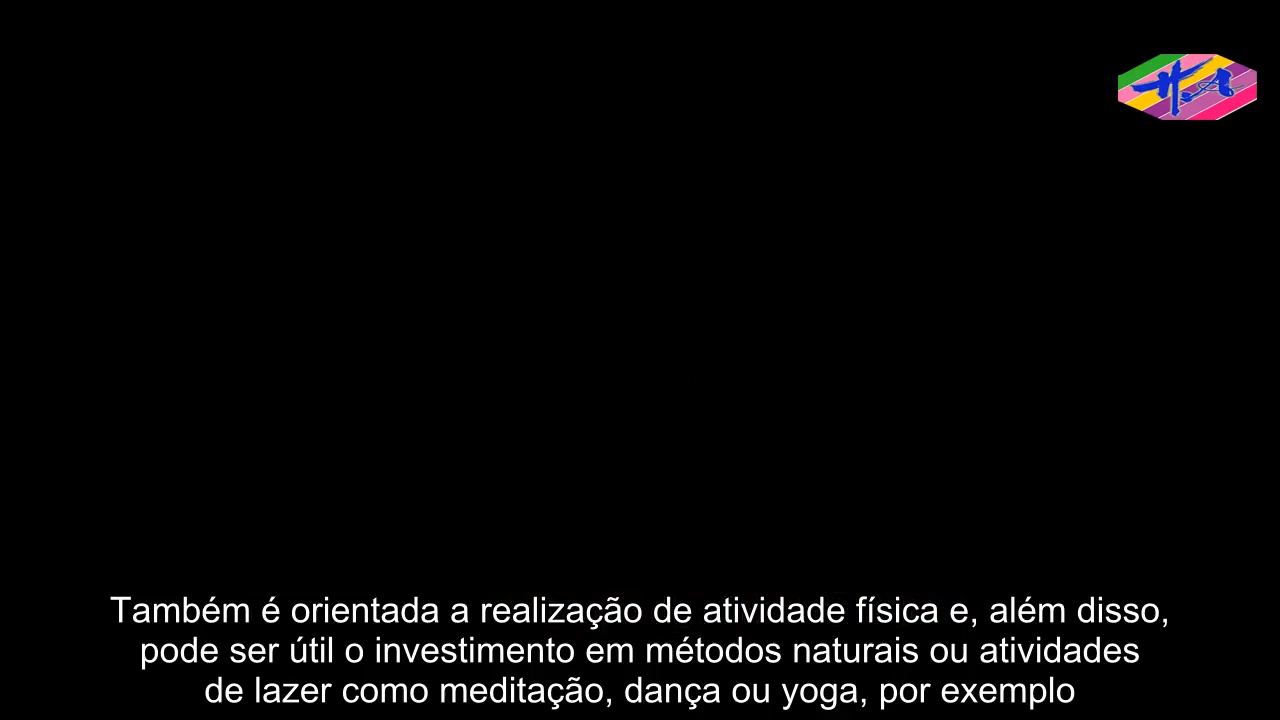 Também é orientada a realização de atividade física e, além disso,
pode ser útil o investimento em métodos naturais ou atividades
de lazer como meditação, dança ou yoga, por exemplo